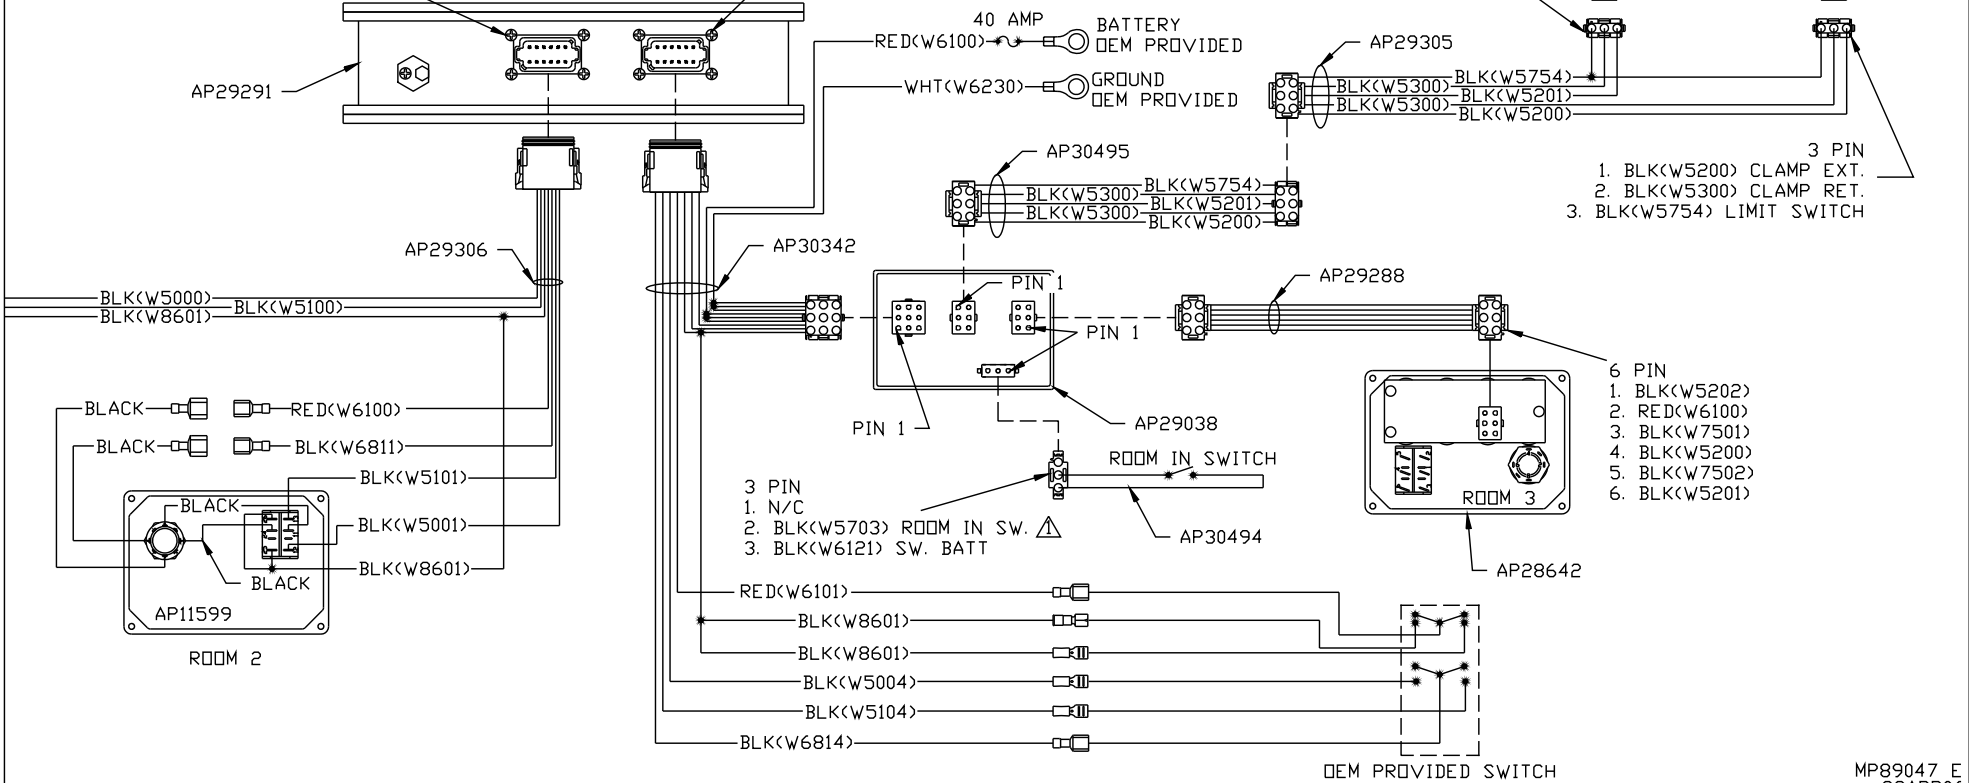 40 AMP
RED(W6100)
BATTERY
OEM PROVIDED
WHT(W6230)
GROUND
OEM PROVIDED
AP29291
AP29305
BLK(W5754)
BLK(W5300)
BLK(W5201)
BLK(W5300)
BLK(W5200)
3 PIN
1. BLK(W5200) CLAMP EXT.
2. BLK(W5300) CLAMP RET.
3. BLK(W5754) LIMIT SWITCH
AP30495
BLK(W5754)
BLK(W5300)
BLK(W5201)
BLK(W5300)
BLK(W5200)
AP29306
AP30342
BLK(W5000)
BLK(W5100)
BLK(W8601)
PIN 1
PIN 1
PIN 1
AP29038
AP29288
6 PIN
1. BLK(W5202)
2. RED(W6100)
3. BLK(W7501)
4. BLK(W5200)
5. BLK(W7502)
6. BLK(W5201)
ROOM 3
AP28642
BLACK
RED(W6100)
BLACK
BLK(W6811)
BLK(W5101)
BLACK
BLK(W5001)
BLK(W8601)
BLACK
AP11599
ROOM 2
ROOM IN SWITCH
3 PIN
1. N/C
2. BLK(W5703) ROOM IN SW. 1
3. BLK(W6121) SW. BATT
AP30494
RED(W6101)
BLK(W8601)
BLK(W8601)
BLK(W5004)
BLK(W5104)
BLK(W6814)
OEM PROVIDED SWITCH
MP89047 E